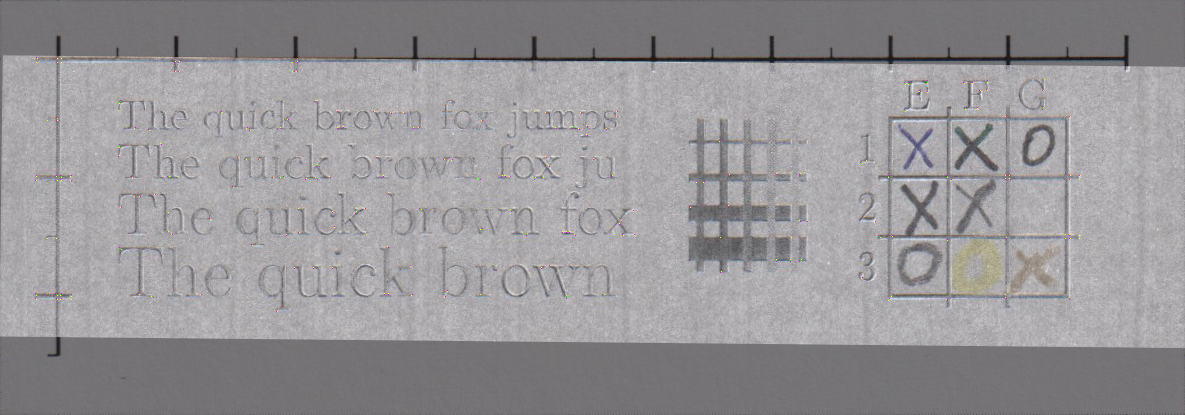 The quick brown fox jumps
The quick brown fox ju
The quick brown fox
The quick brown
E F G
1 X X O
2 X X
3 O O X